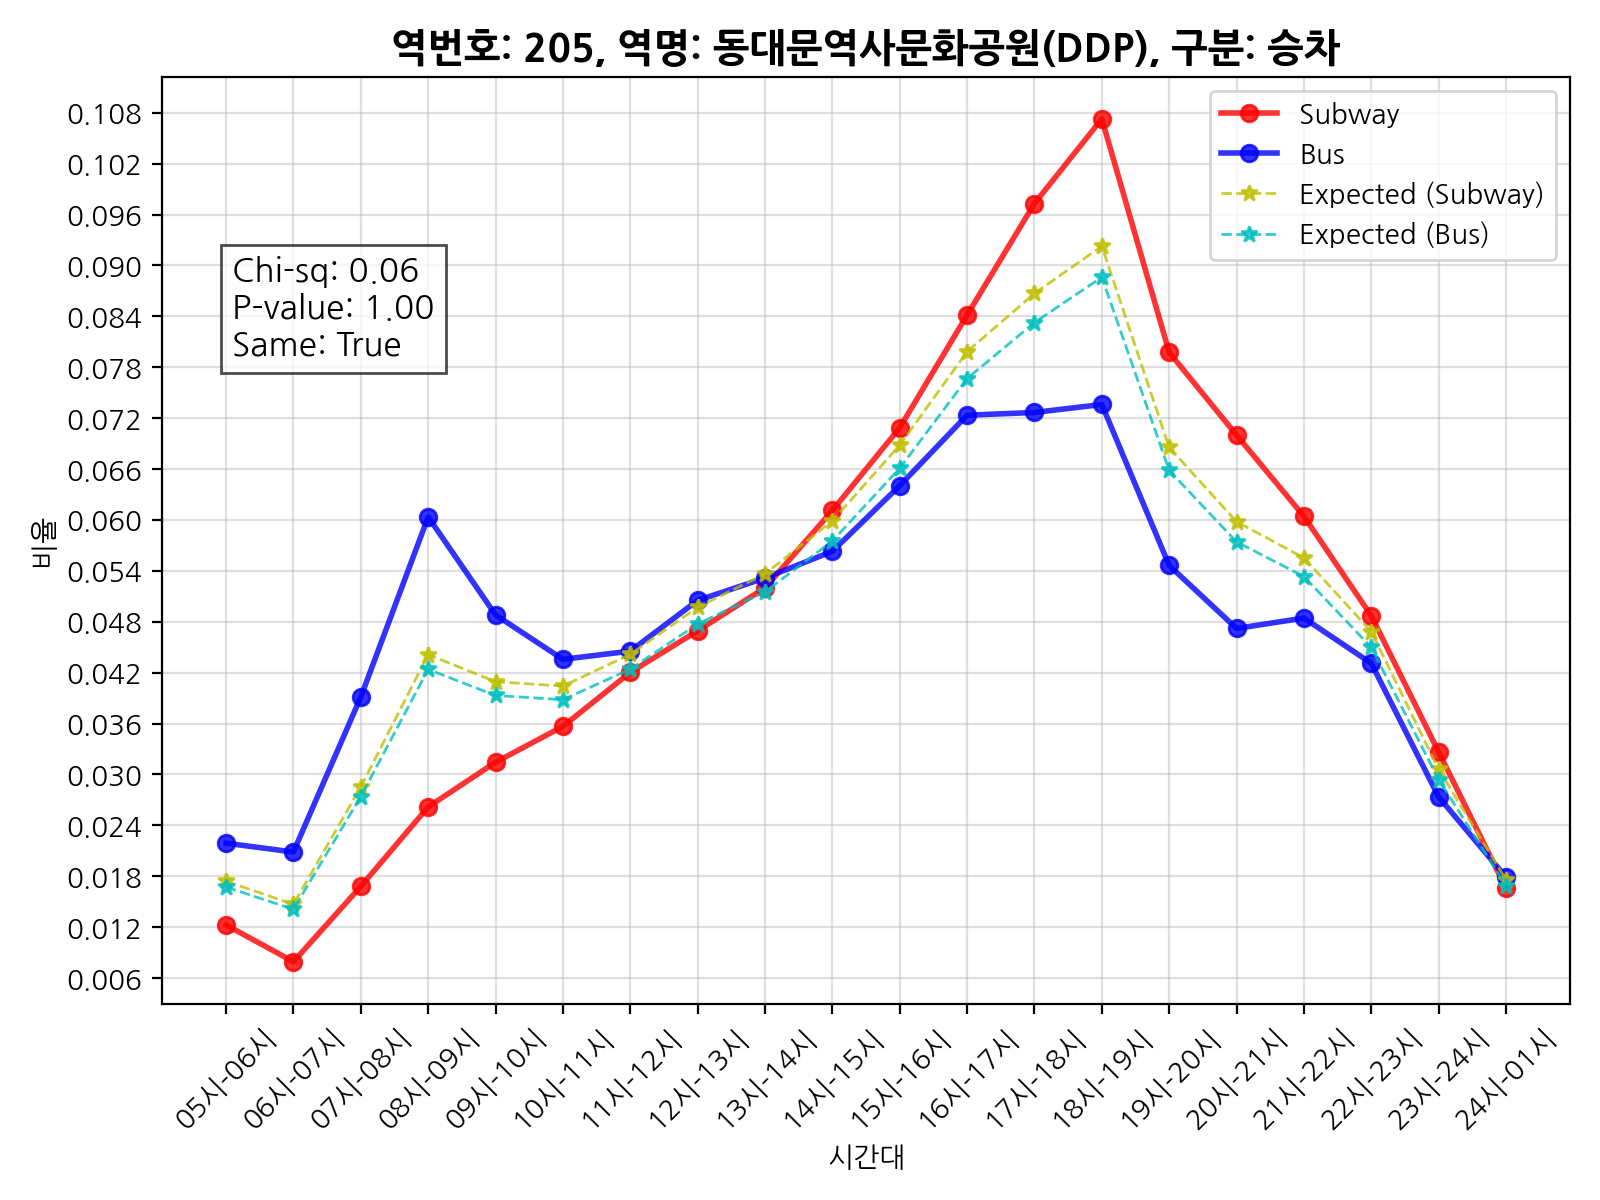 역번호: 205, 역명: 동대문역사문화공원(DDP), 구분: 승차
Subway
Bus
Expected (Subway)
Expected (Bus)
Chi-sq: 0.06
P-value: 1.00
Same: True
비율
0.108
0.102
0.096
0.090
0.084
0.078
0.072
0.066
0.060
0.054
0.048
0.042
0.036
0.030
0.024
0.018
0.012
0.006
05시-06시
06시-07시
07시-08시
08시-09시
09시-10시
10시-11시
11시-12시
12시-13시
13시-14시
14시-15시
15시-16시
16시-17시
17시-18시
18시-19시
19시-20시
20시-21시
21시-22시
22시-23시
23시-24시
24시-01시
시간대